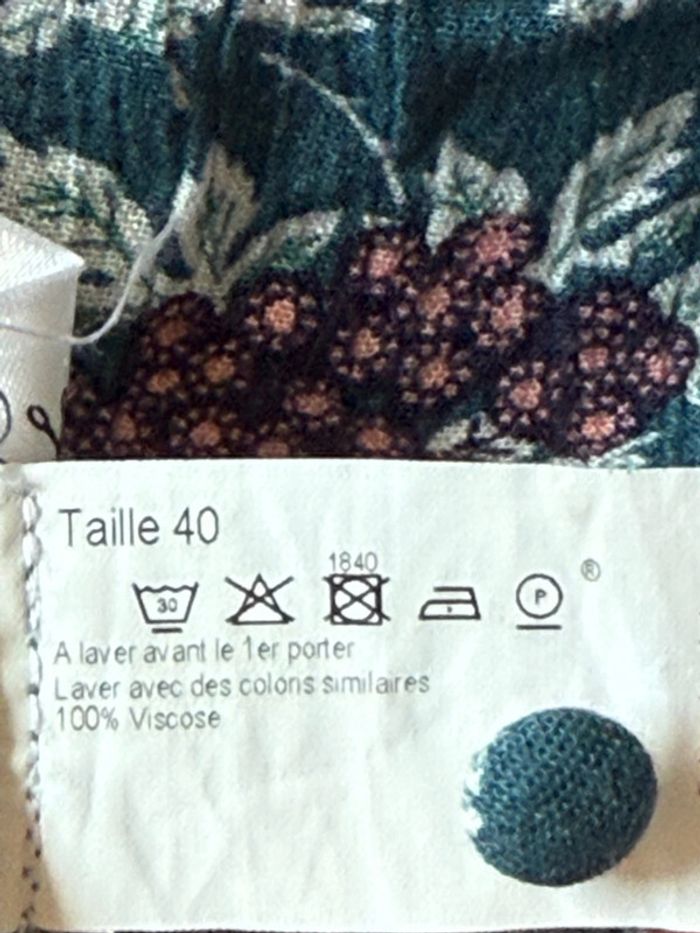 Taille 40
1840
30 P ®
A laver avant le 1er porter
Laver avec des colons similaires
100% Viscose